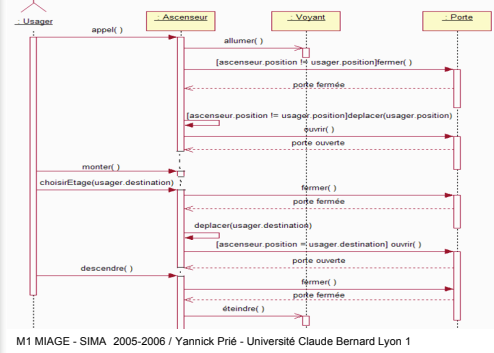 : Usager
: Ascenseur
: Voyant
: Porte
appel( )
allumer( )
[ascenseur.position != usager.position]fermer( )
porte fermée
[ascenseur.position != usager.position]deplacer(usager.position)
ouvrir( )
porte ouverte
monter( )
choisirEtage(usager.destination)
fermer( )
porte fermée
deplacer(usager.destination)
[ascenseur.position = usager.destination] ouvrir( )
porte ouverte
descendre( )
fermer( )
porte fermée
éteindre( )
M1 MIAGE - SIMA 2005-2006 / Yannick Prié - Université Claude Bernard Lyon 1